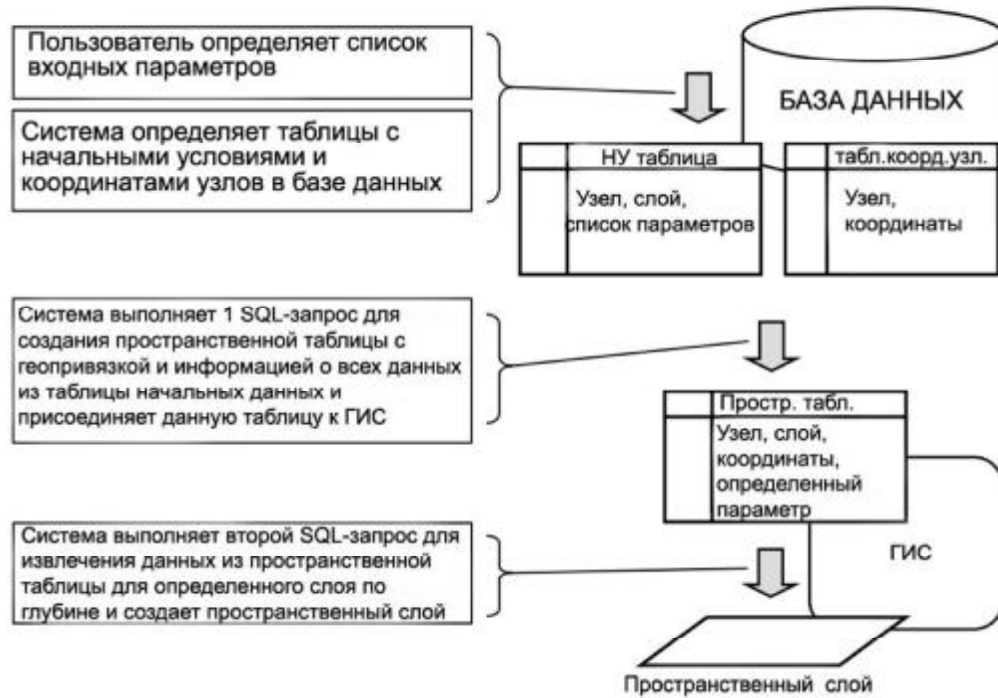 Пользователь определяет список
входных параметров
Система определяет таблицы с
начальными условиями и
координатами узлов в базе данных
БАЗА ДАННЫХ
НУ таблица
Узел, слой,
список параметров
табл.коорд.узл.
Узел,
координаты
Система выполняет 1 SQL-запрос для
создания пространственной таблицы с
геопривязкой и информацией о всех данных
из таблицы начальных данных и
присоединяет данную таблицу к ГИС
Простр. табл.
Узел, слой,
координаты,
определенный
параметр
ГИС
Система выполняет второй SQL-запрос для
извлечения данных из пространственной
таблицы для определенного слоя по
глубине и создает пространственный слой
Пространственный слой